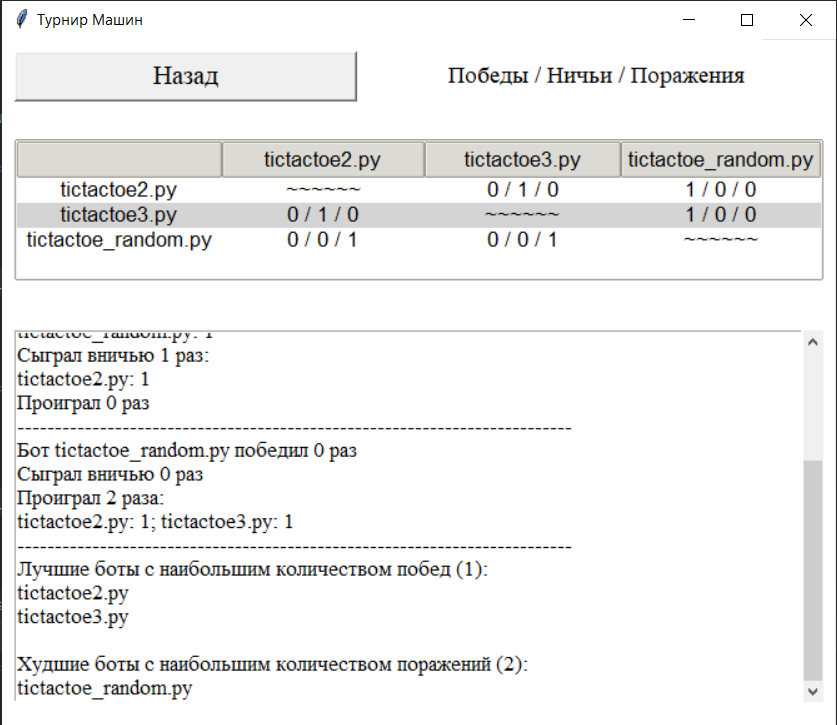 Турнир Машин
Назад
Победы / Ничьи / Поражения
tictactoe2.py tictactoe3.py tictactoe_random.py
tictactoe2.py ~~~~~~ 0 / 1 / 0 1 / 0 / 0
tictactoe3.py 0 / 1 / 0 ~~~~~~ 1 / 0 / 0
tictactoe_random.py 0 / 0 / 1 0 / 0 / 1 ~~~~~~
tictactoe_random.py: 1
Сыграл вничью 1 раз:
tictactoe2.py: 1
Проиграл 0 раз
--------------------------------------------------------------------------
Бот tictactoe_random.py победил 0 раз
Сыграл вничью 0 раз
Проиграл 2 раза:
tictactoe2.py: 1; tictactoe3.py: 1
--------------------------------------------------------------------------
Лучшие боты с наибольшим количеством побед (1):
tictactoe2.py
tictactoe3.py
Худшие боты с наибольшим количеством поражений (2):
tictactoe_random.py